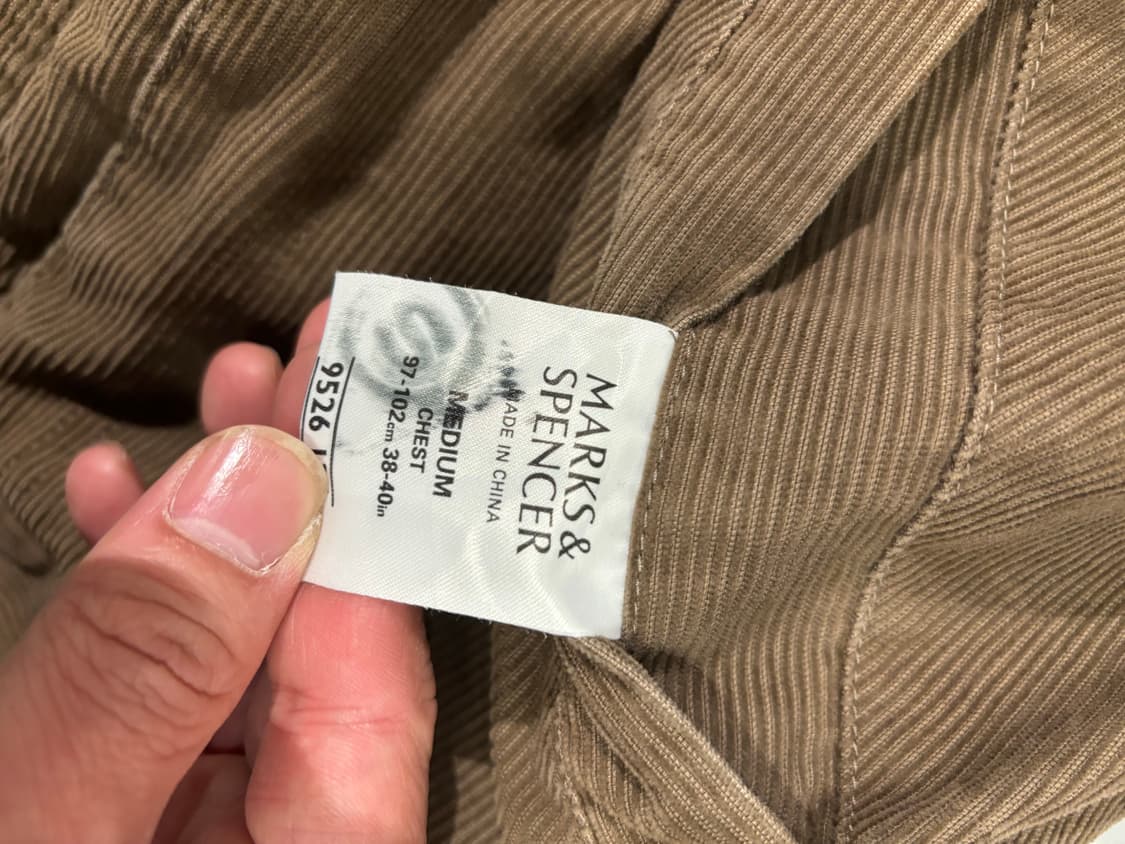 MARKS &
SPENCER
MADE IN CHINA
MEDIUM
CHEST
97-102cm 38-40in
9526